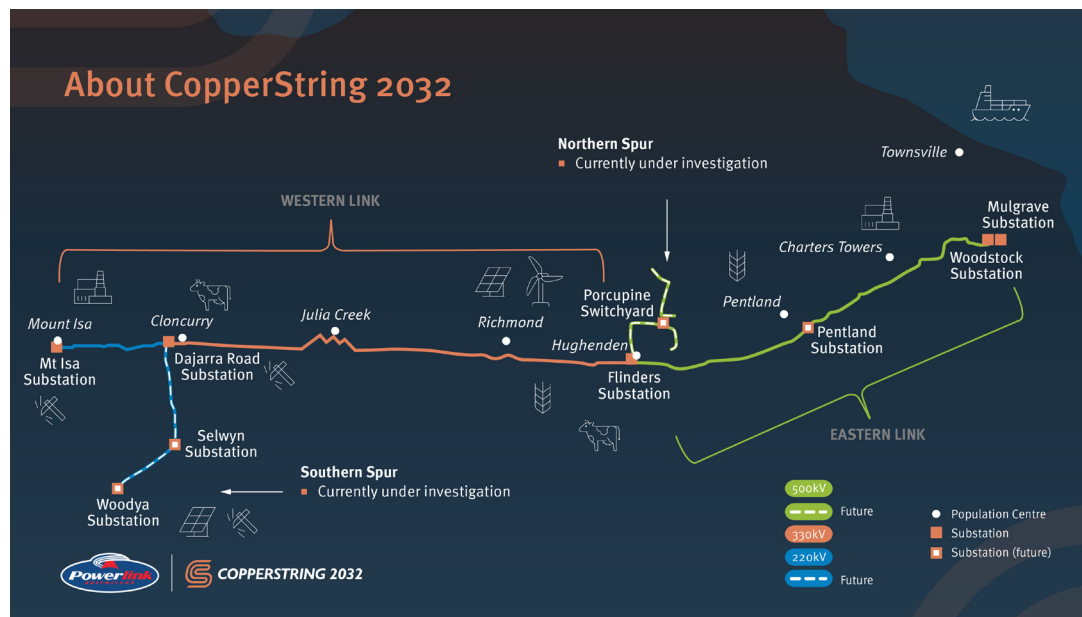 About CopperString 2032
Northern Spur
Currently under investigation
Townsville
WESTERN LINK
Mulgrave
Substation
Charters Towers
Woodstock
Substation
Porcupine
Switchyard
Pentland
Mount Isa
Cloncurry
Julia Creek
Richmond
Hughenden
Pentland
Substation
Mt Isa
Substation
Dajarra Road
Substation
Flinders
Substation
EASTERN LINK
Selwyn
Substation
Southern Spur
Currently under investigation
Woodya
Substation
500kV
Future
330kV
220kV
Future
Population Centre
Substation
Substation (future)
Powerlink
QUEENSLAND
COPPERSTRING 2032